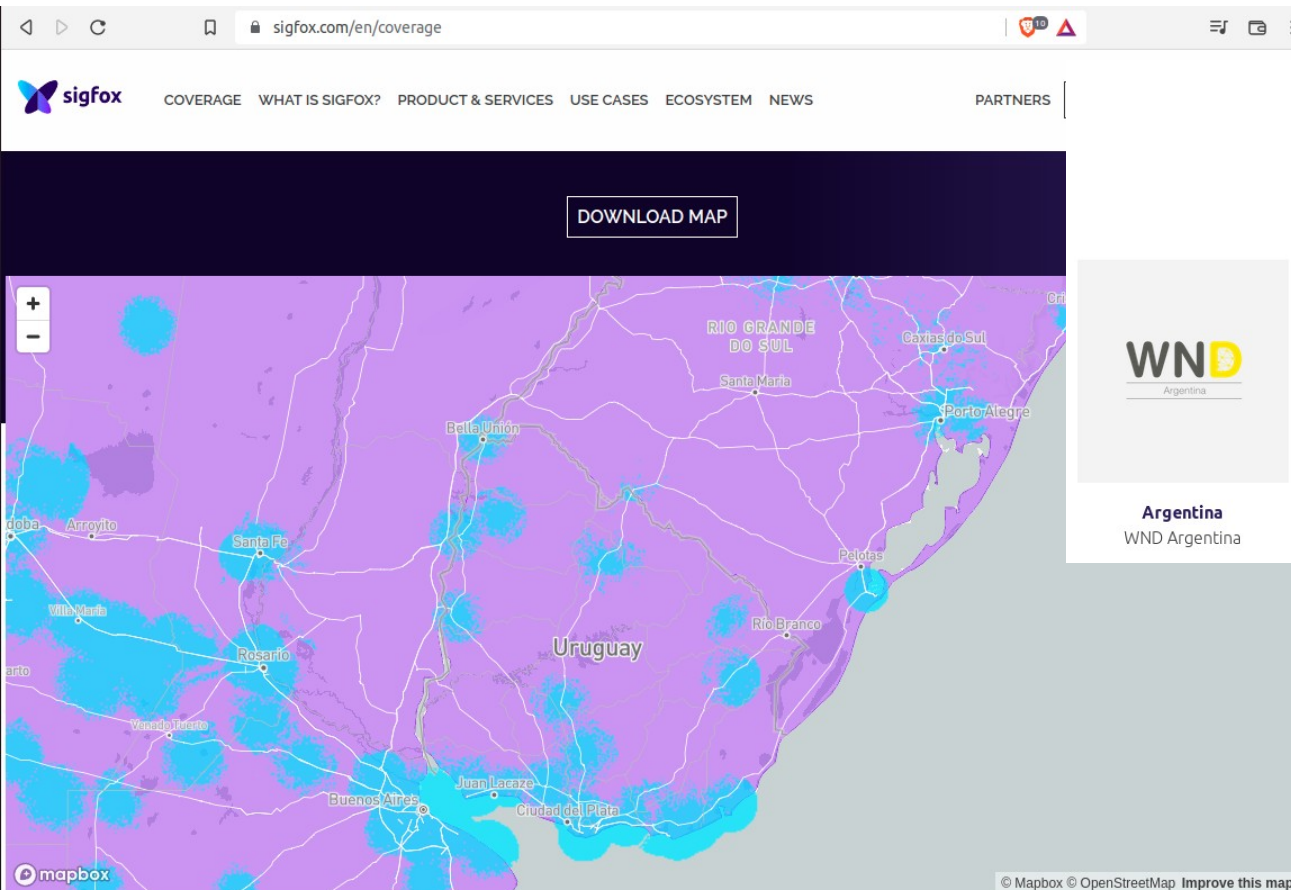 sigfox.com/en/coverage
10
sigfox
COVERAGE WHAT IS SIGFOX? PRODUCT & SERVICES USE CASES ECOSYSTEM NEWS PARTNERS
DOWNLOAD MAP
+
−
RIO GRANDE
DO SUL
Caxias do Sul
Santa Maria
Porto Alegre
Bella Unión
WND
Argentina
Argentina
WND Argentina
doba
Arroyito
Santa Fe
Pelotas
Villa María
Río Branco
Uruguay
Rosario
arto
Venado Tuerto
Juan Lacaze
Buenos Aires
Ciudad del Plata
mapbox
© Mapbox © OpenStreetMap Improve this map